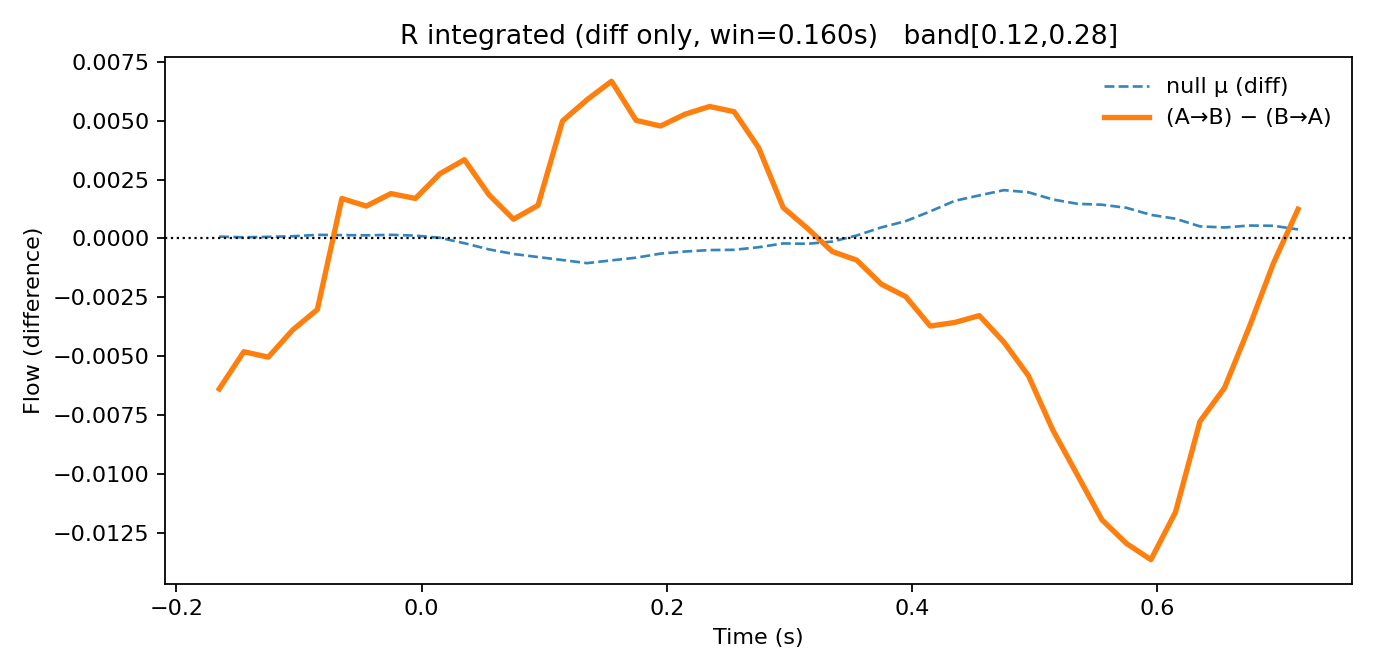 R integrated (diff only, win=0.160s)   band[0.12,0.28]
0.0075
0.0050
0.0025
0.0000
−0.0025
−0.0050
−0.0075
−0.0100
−0.0125
Flow (difference)
null μ (diff)
(A→B) − (B→A)
−0.2
0.0
0.2
0.4
0.6
Time (s)